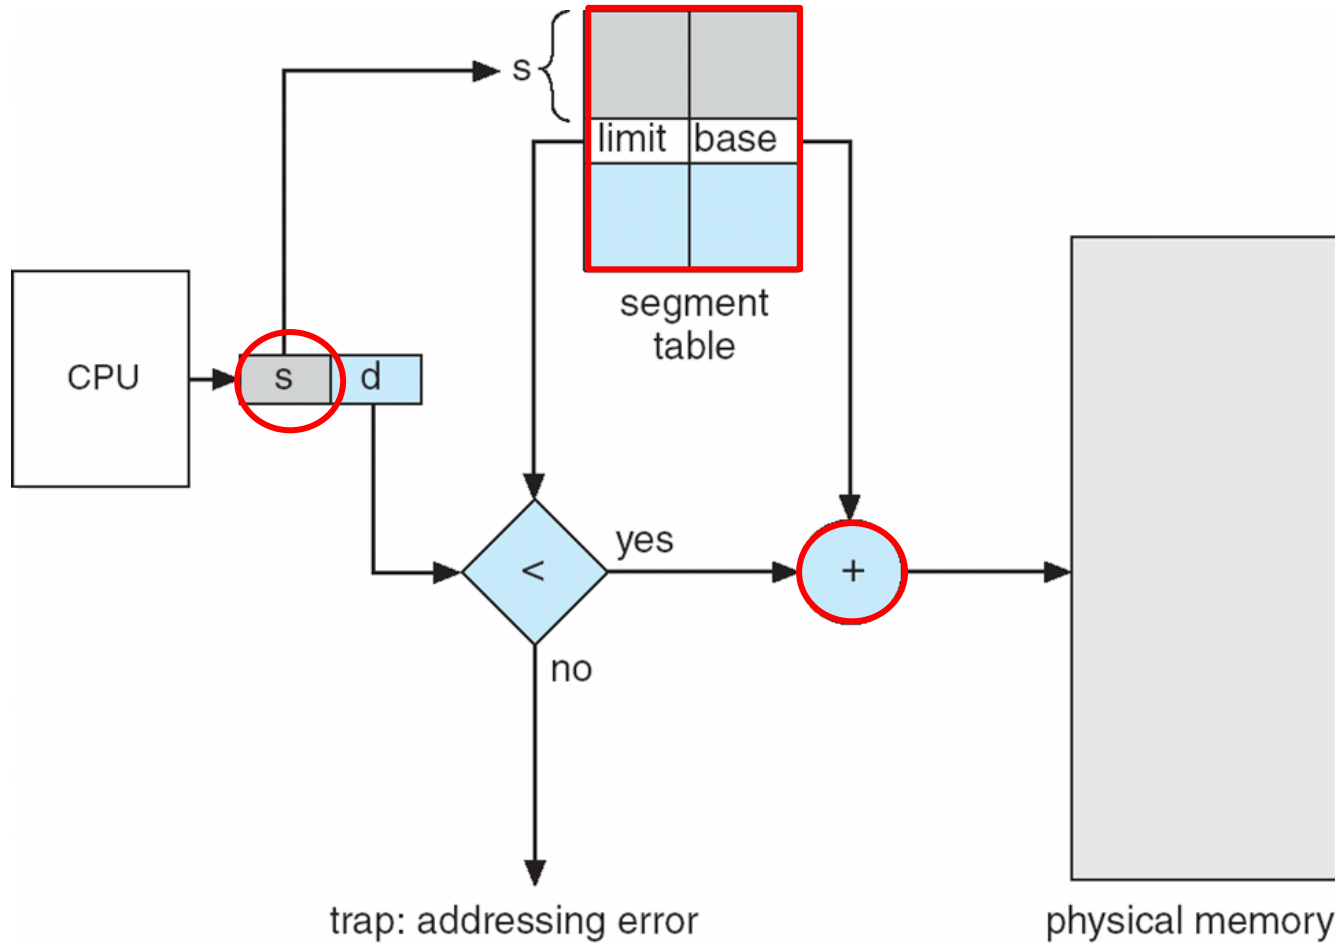 s
limit base
segment
table
CPU
s d
yes
<
+
no
trap: addressing error
physical memory